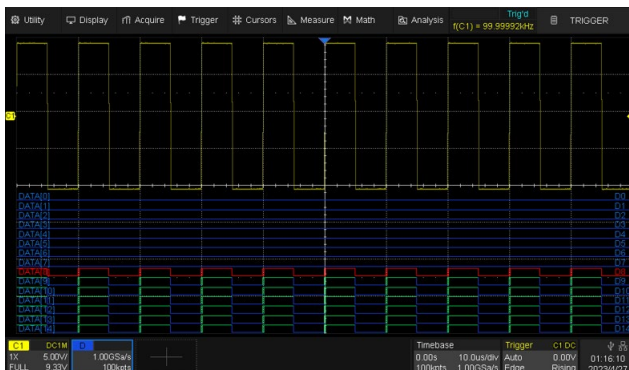 Utility Display Acquire Trigger Cursors Measure Math Analysis Trig'd TRIGGER
f(C1) = 99.99992kHz
C1
DATA[0] D0
DATA[1] D1
DATA[2] D2
DATA[3] D3
DATA[4] D4
DATA[5] D5
DATA[6] D6
DATA[7] D7
DATA[8] D8
DATA[9] D9
DATA[10] D10
DATA[11] D11
DATA[12] D12
DATA[13] D13
DATA[14] D14
C1 DC1M D Timebase Trigger C1 DC
1X 5.00V/ 1.00GSa/s 0.00s 10.0us/div Auto 0.00V 01:16:10
FULL 9.33V 100kpts 100kpts 1.00GSa/s Edge Rising 2023/4/27